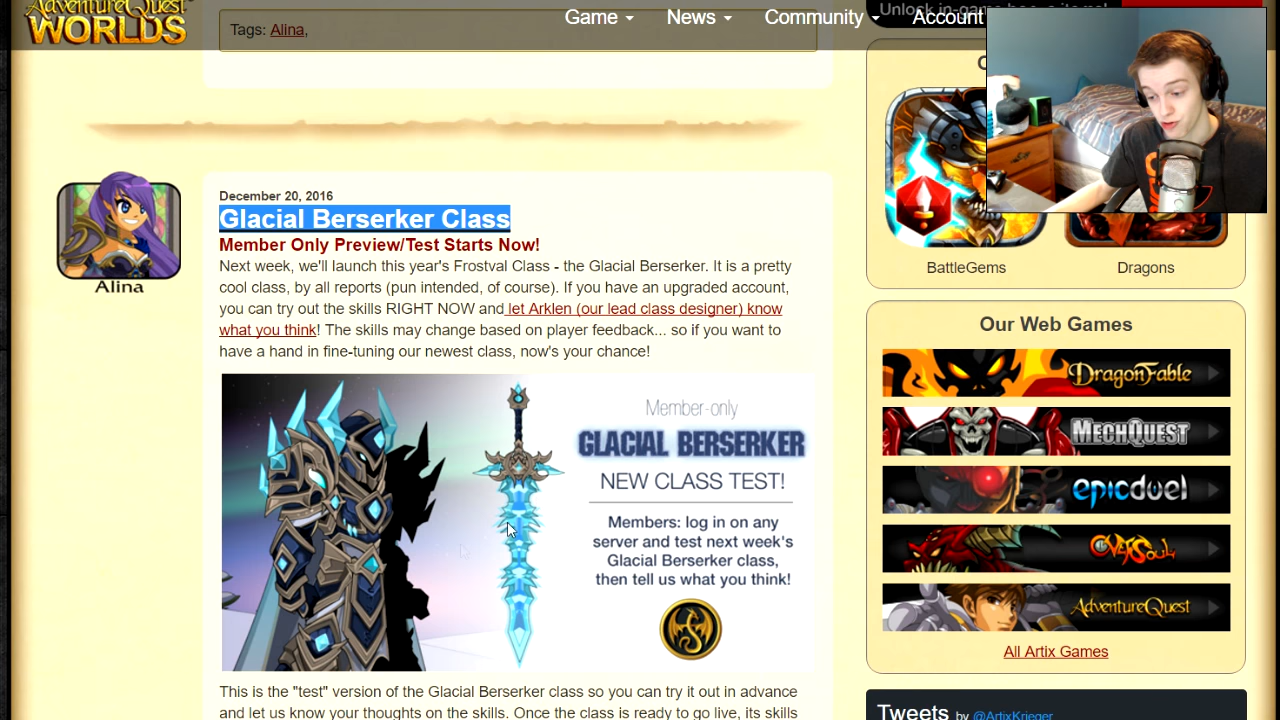 AdventureQuest
WORLDS
Game
News
Community
Account
Tags: Alina,
December 20, 2016
Glacial Berserker Class
Member Only Preview/Test Starts Now!
Next week, we'll launch this year's Frostval Class - the Glacial Berserker. It is a pretty
cool class, by all reports (pun intended, of course). If you have an upgraded account,
you can try out the skills RIGHT NOW and let Arklen (our lead class designer) know
what you think! The skills may change based on player feedback... so if you want to
have a hand in fine-tuning our newest class, now's your chance!
Alina
Member-only
GLACIAL BERSERKER
NEW CLASS TEST!
Members: log in on any
server and test next week's
Glacial Berserker class,
then tell us what you think!
This is the "test" version of the Glacial Berserker class so you can try it out in advance
and let us know your thoughts on the skills. Once the class is ready to go live, its skills
BattleGems
Dragons
Our Web Games
DragonFable
MechQuest
epicduel
OverSoul
AdventureQuest
All Artix Games
Tweets by @ArtixKrieger